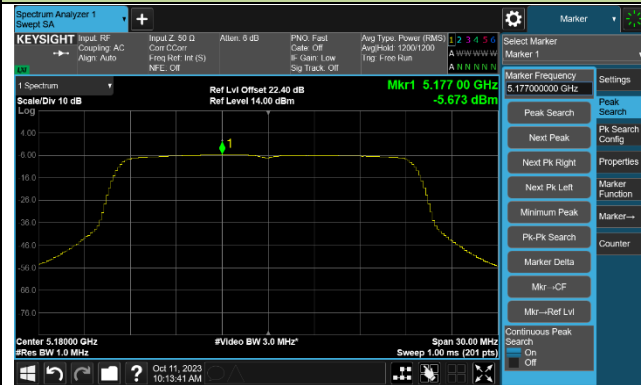 Spectrum Analyzer 1
Swept SA
Marker
KEYSIGHT
Input: RF
Coupling: AC
Align: Auto
Input Z: 50 Ω
Corr CCorr
Freq Ref: Int (S)
NFE: Off
Atten: 6 dB
PNO: Fast
Gate: Off
IF Gain: Low
Sig Track: Off
Avg Type: Power (RMS)
Avg|Hold: 1200/1200
Trig: Free Run
1 2 3 4 5 6
A W W W W W
A N N N N N
Select Marker
Marker 1
1 Spectrum
Scale/Div 10 dB
Log
Ref Lvl Offset 22.40 dB
Ref Level 14.00 dBm
Mkr1 5.177 00 GHz
-5.673 dBm
4.00
-6.00
-16.0
-26.0
-36.0
-46.0
-56.0
-66.0
-76.0
1
Center 5.18000 GHz
#Res BW 1.0 MHz
#Video BW 3.0 MHz*
Span 30.00 MHz
Sweep 1.00 ms (201 pts)
Marker Frequency
5.177000000 GHz
Peak Search
Next Peak
Next Pk Right
Next Pk Left
Minimum Peak
Pk-Pk Search
Marker Delta
Mkr→CF
Mkr→Ref Lvl
Continuous Peak
Search
On
Off
Settings
Peak
Search
Pk Search
Config
Properties
Marker
Function
Marker→
Counter
Oct 11, 2023
10:13:41 AM